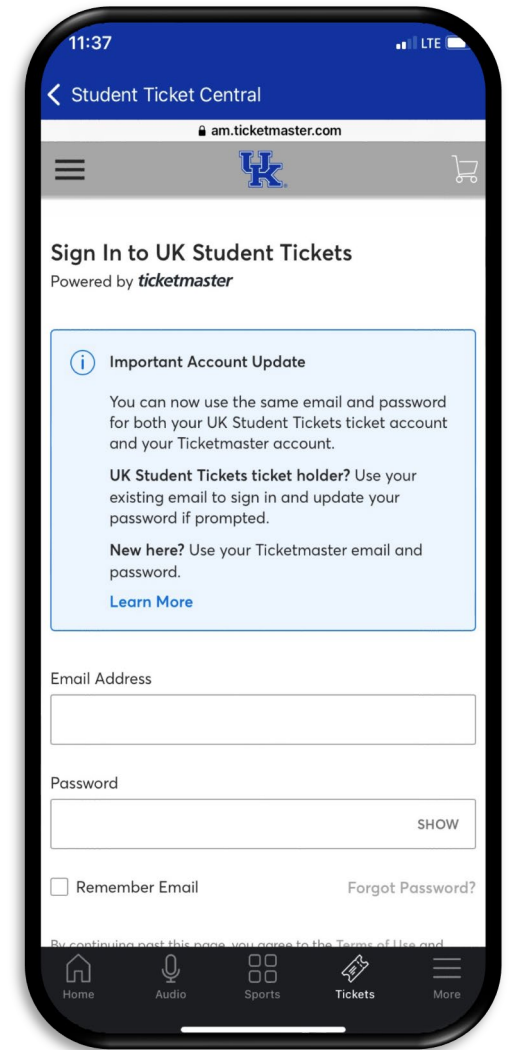 11:37
LTE
Student Ticket Central
am.ticketmaster.com
UK
Sign In to UK Student Tickets
Powered by ticketmaster
Important Account Update
You can now use the same email and password
for both your UK Student Tickets ticket account
and your Ticketmaster account.
UK Student Tickets ticket holder? Use your
existing email to sign in and update your
password if prompted.
New here? Use your Ticketmaster email and
password.
Learn More
Email Address
Password
SHOW
Remember Email
Forgot Password?
By continuing past this page, you agree to the Terms of Use and
Home
Audio
Sports
Tickets
More